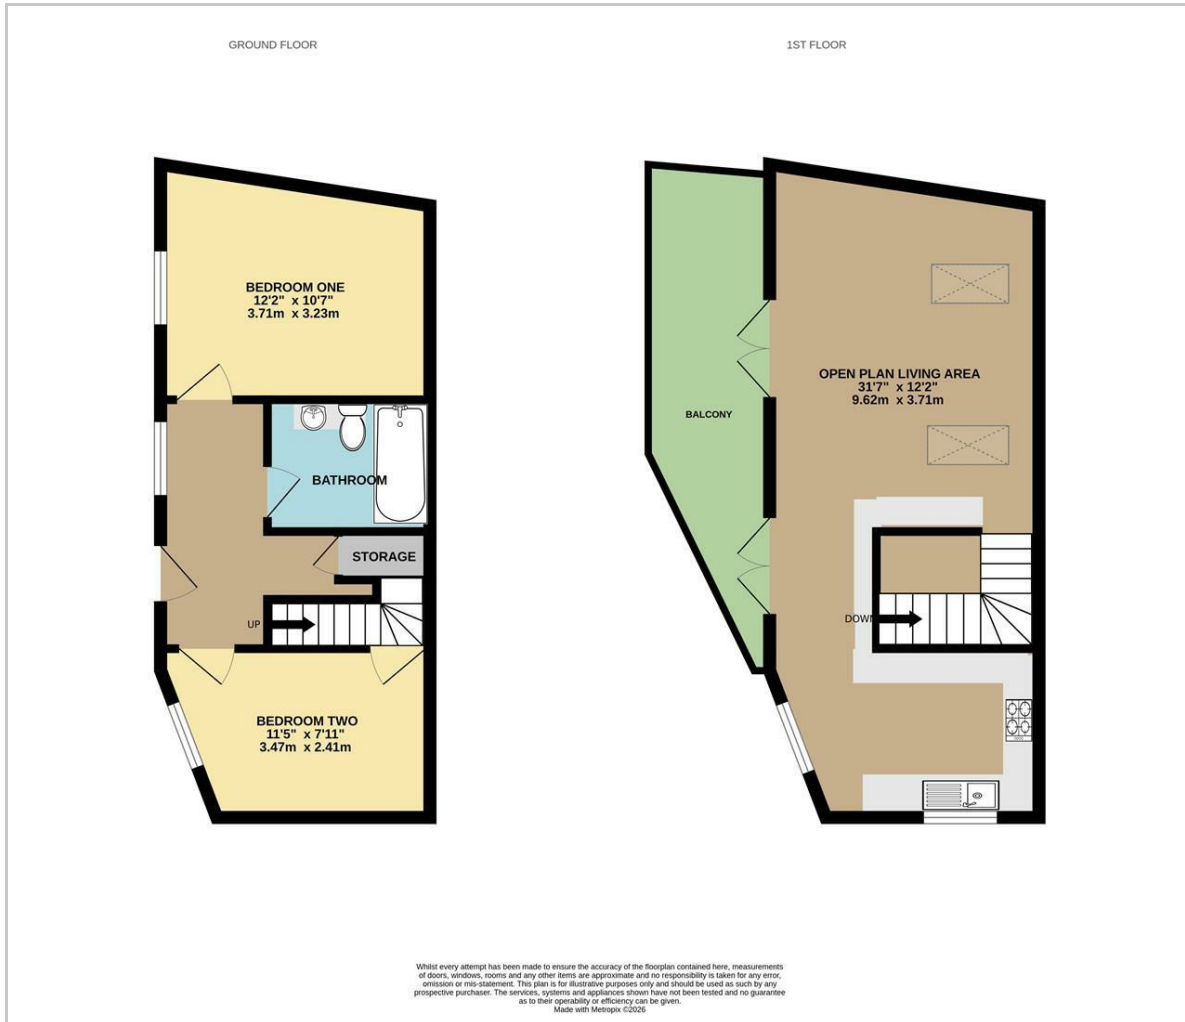 GROUND FLOOR
1ST FLOOR
BEDROOM ONE
12'2" x 10'7"
3.71m x 3.23m
BATHROOM
STORAGE
UP
BEDROOM TWO
11'5" x 7'11"
3.47m x 2.41m
OPEN PLAN LIVING AREA
31'7" x 12'2"
9.62m x 3.71m
BALCONY
DOWN
Whilst every attempt has been made to ensure the accuracy of the floorplan contained here, measurements
of doors, windows, rooms and any other items are approximate and no responsibility is taken for any error,
omission or mis-statement. This plan is for illustrative purposes only and should be used as such by any
prospective purchaser. The services, systems and appliances shown have not been tested and no guarantee
as to their operability or efficiency can be given.
Made with Metropix ©2026